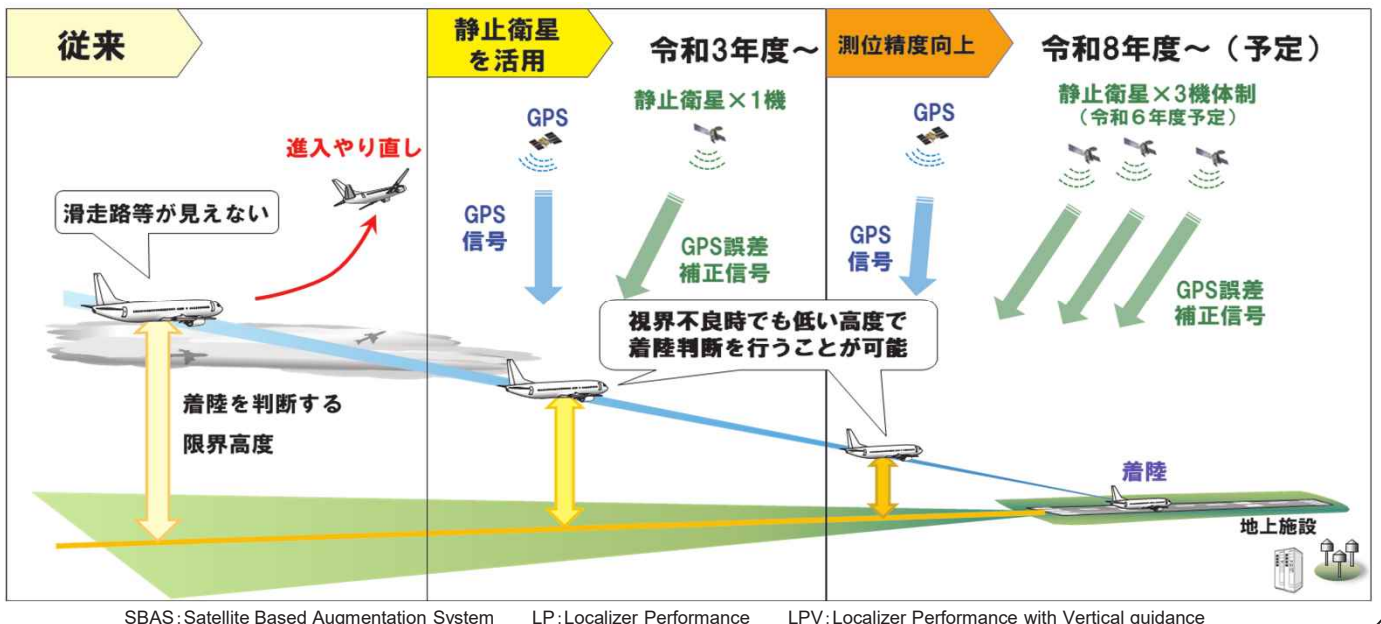 従来
静止衛星
を活用
令和3年度～
測位精度向上
令和8年度～（予定）
進入やり直し
滑走路等が見えない
GPS
静止衛星×1機
GPS
信号
GPS誤差
補正信号
GPS
静止衛星×3機体制
（令和６年度予定）
GPS
信号
GPS誤差
補正信号
視界不良時でも低い高度で
着陸判断を行うことが可能
着陸を判断する
限界高度
着陸
地上施設
SBAS：Satellite Based Augmentation System LP：Localizer Performance LPV：Localizer Performance with Vertical guidance